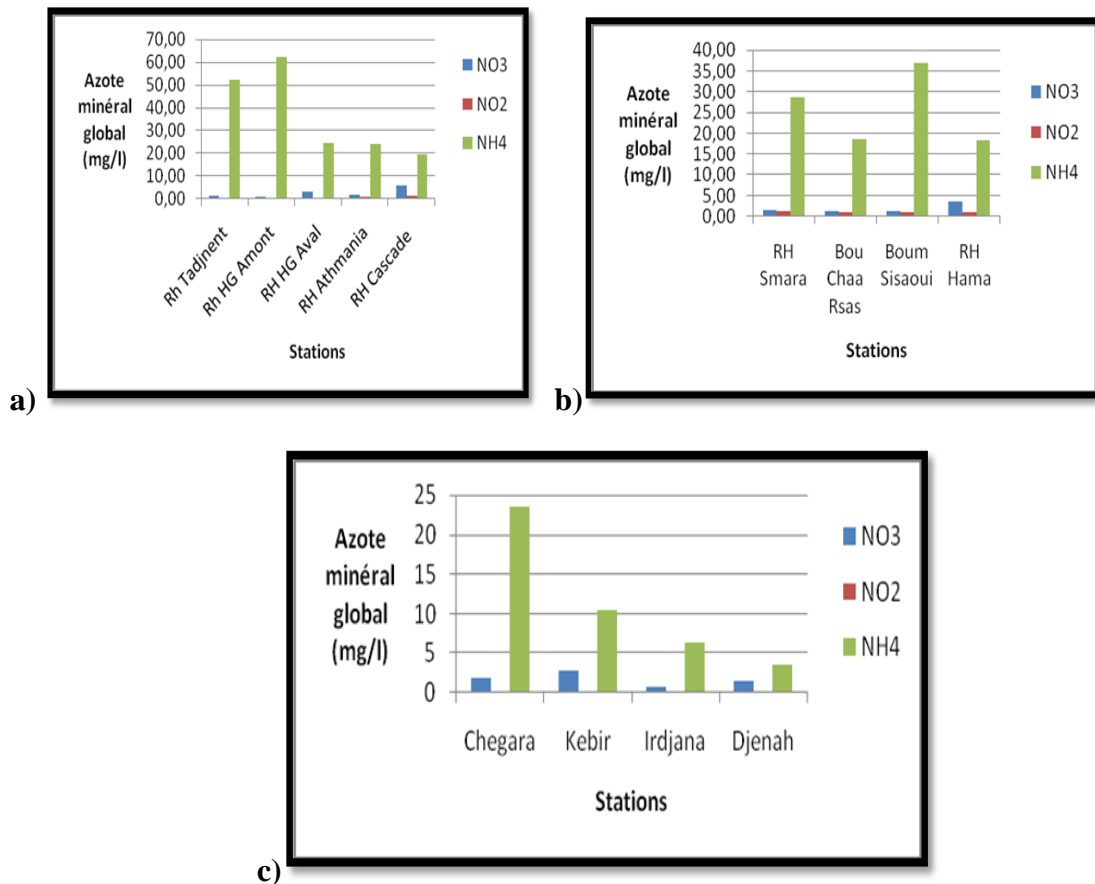 70,00
60,00
50,00
40,00
30,00
20,00
10,00
0,00
Azote
minéral
global
(mg/l)
NO3
NO2
NH4
Rh Tadjnent
Rh HG Amont
RH HG Aval
RH Athmania
RH Cascade
Stations
a)
40,00
35,00
30,00
25,00
20,00
15,00
10,00
5,00
0,00
Azote
minéral
global
(mg/l)
NO3
NO2
NH4
RH Bou Boum RH
Smara Chaa Sisaoui Hama
Rsas
Stations
b)
25
20
15
10
5
0
Azote
minéral
global
(mg/l)
NO3
NO2
NH4
Chegara Kebir Irdjana Djenah
Stations
c)